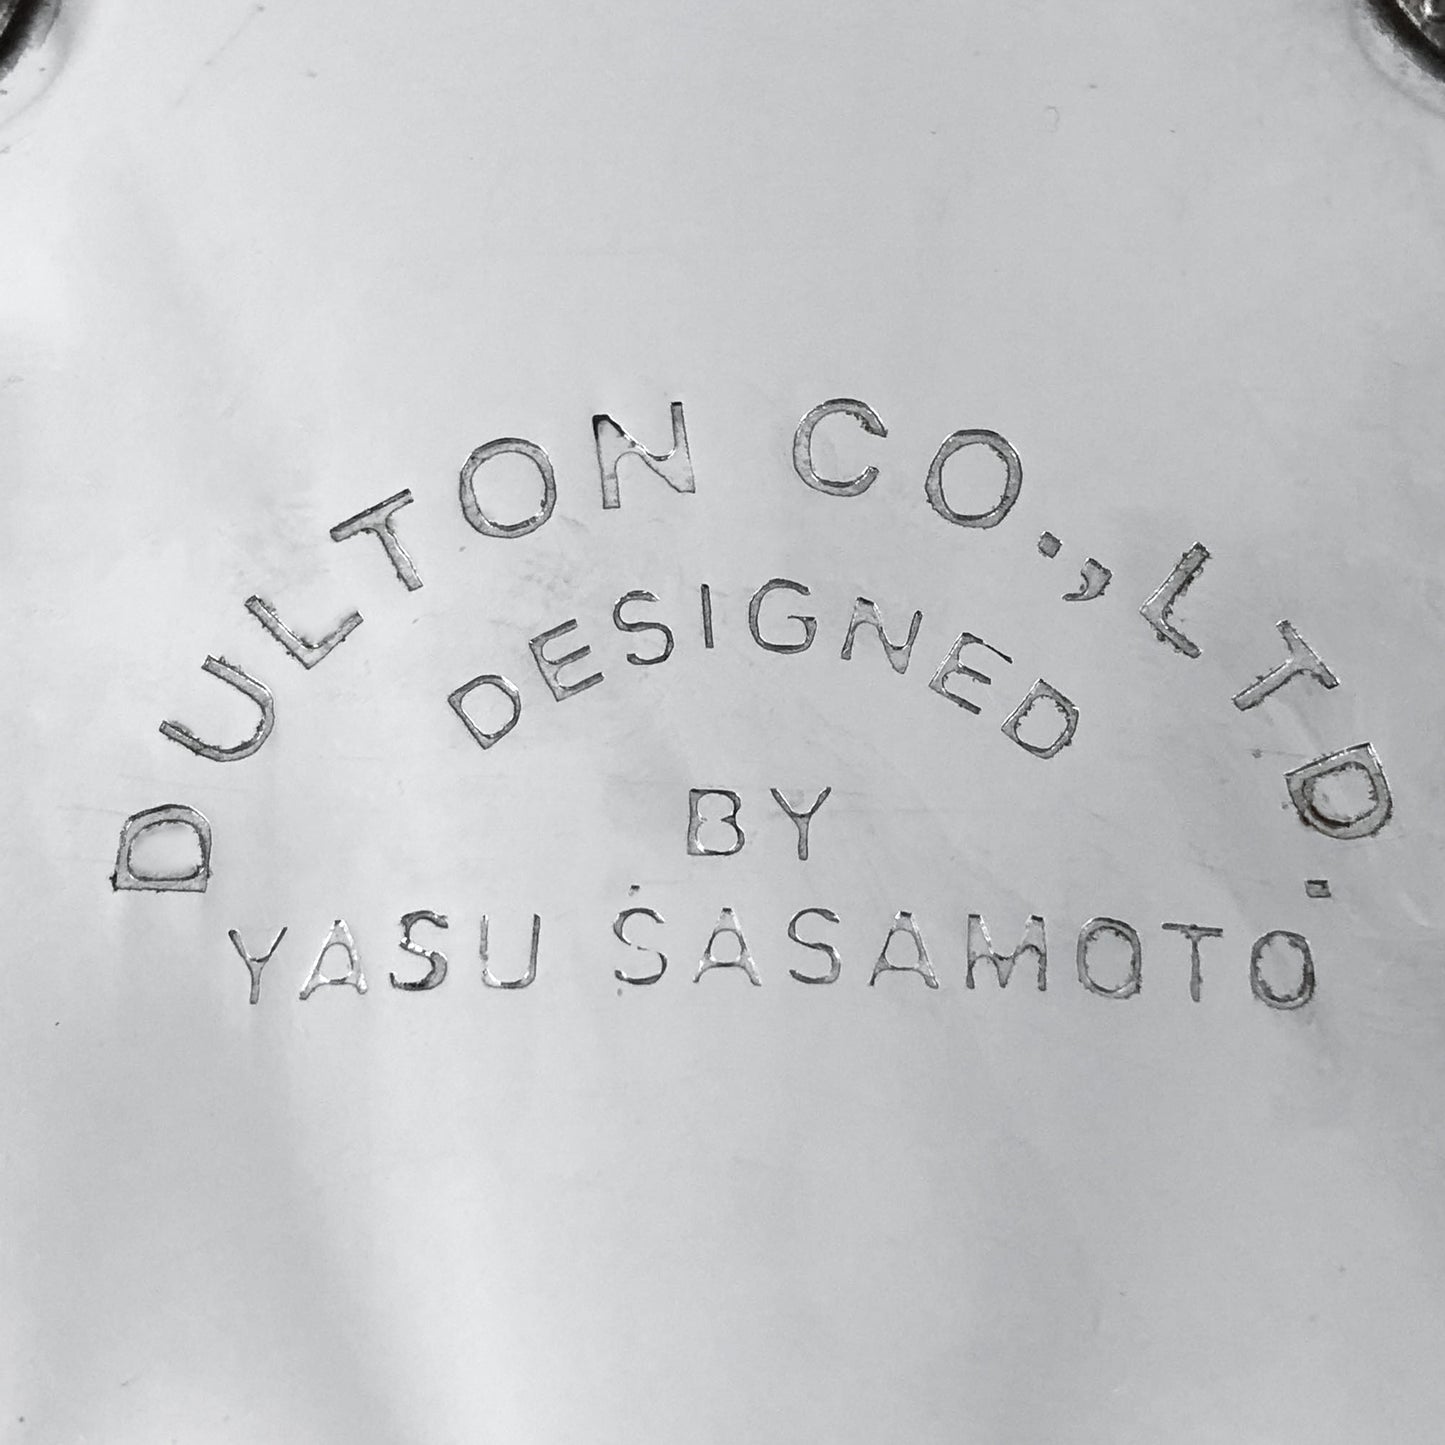 DULTON CO., LTD.
DESIGNED
BY
YASU SASAMOTO